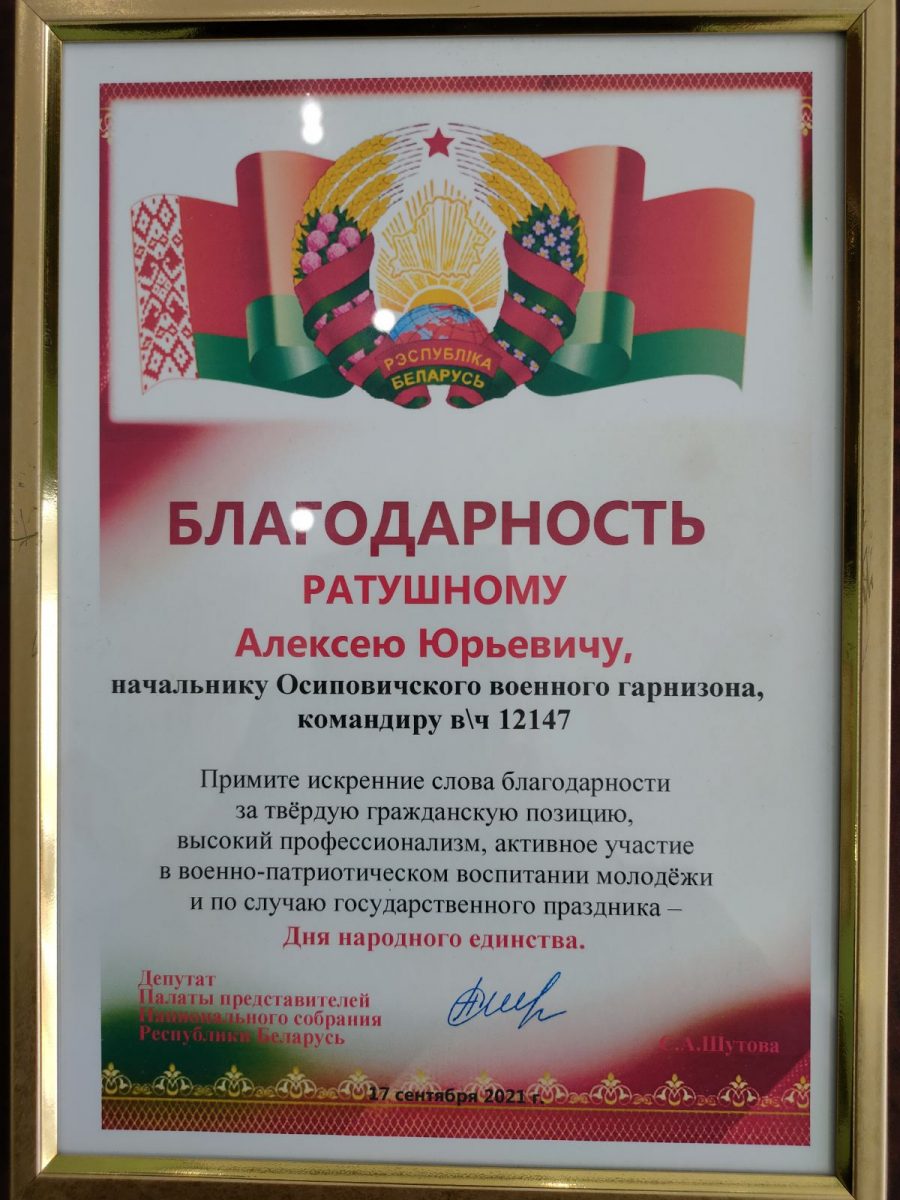 РЭСПУБЛІКА
БЕЛАРУСЬ
БЛАГОДАРНОСТЬ
РАТУШНОМУ
Алексею Юрьевичу,
начальнику Осиповичского военного гарнизона,
командиру в\ч 12147
Примите искренние слова благодарности
за твёрдую гражданскую позицию,
высокий профессионализм, активное участие
в военно-патриотическом воспитании молодёжи
и по случаю государственного праздника –
Дня народного единства.
Депутат
Палаты представителей
Национального собрания
Республики Беларусь
С.А.Шутова
17 сентября 2021 г.